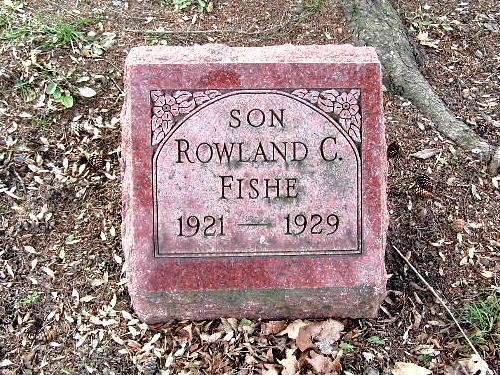 SON
ROWLAND C.
FISHE
1921 — 1929